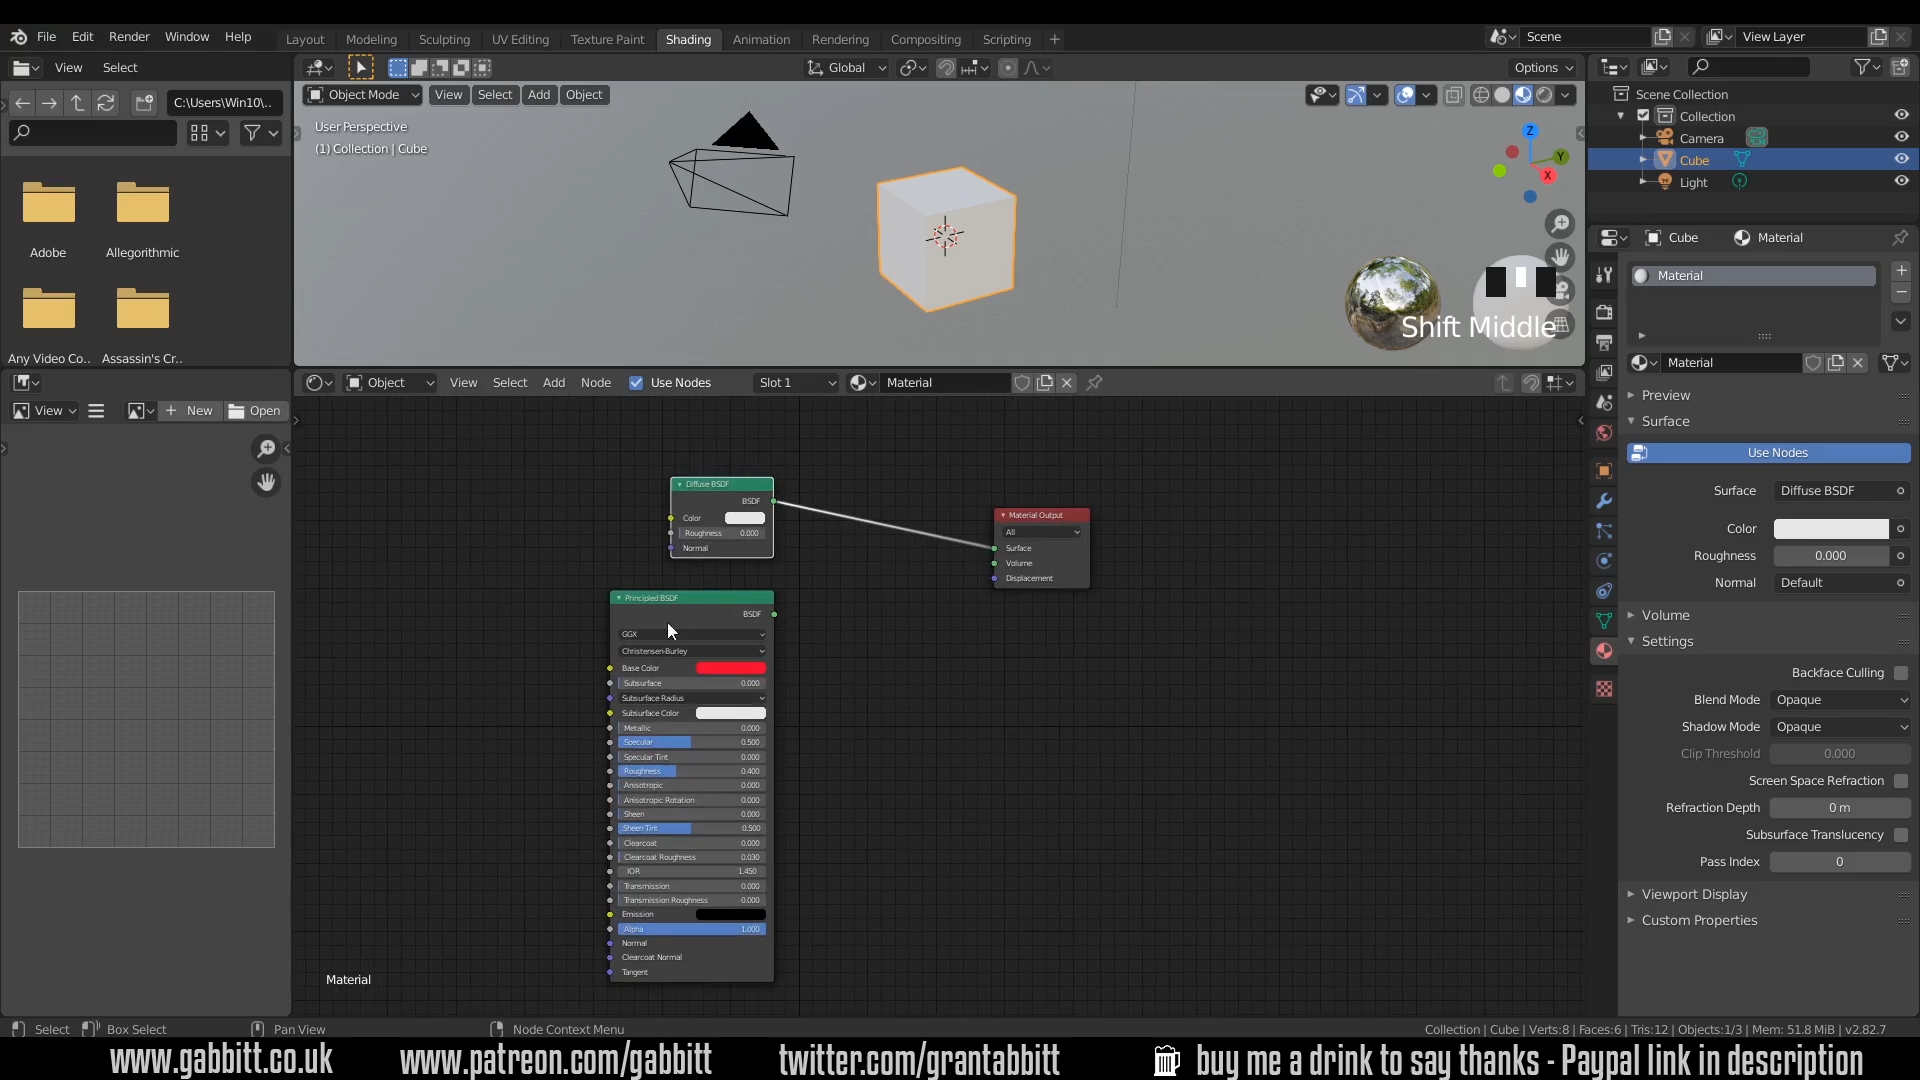 File Edit Render Window Help
Layout Modeling Sculpting UV Editing Texture Paint Shading Animation Rendering Compositing Scripting +
Scene
View Layer
View Select
Global
Options
C:\Users\Win10\..
Object Mode View Select Add Object
User Perspective
(1) Collection | Cube
Z
Y
X
Shift Middle
Adobe
Allegorithmic
Any Video Co..
Assassin's Cr..
Scene Collection
Collection
Camera
Cube
Light
Cube
Material
Material
Material
Object View Select Add Node Use Nodes Slot 1 Material
View New Open
Diffuse BSDF
BSDF
Color
Roughness 0.000
Normal
Material Output
All
Surface
Volume
Displacement
Principled BSDF
BSDF
GGX
Christensen-Burley
Base Color
Subsurface 0.000
Subsurface Radius
Subsurface Color
Metallic 0.000
Specular 0.500
Specular Tint 0.000
Roughness 0.400
Anisotropic 0.000
Anisotropic Rotation 0.000
Sheen 0.000
Sheen Tint 0.500
Clearcoat 0.000
Clearcoat Roughness 0.030
IOR 1.450
Transmission 0.000
Transmission Roughness 0.000
Emission
Alpha 1.000
Normal
Clearcoat Normal
Tangent
Material
Preview
Surface
Use Nodes
Surface Diffuse BSDF
Color
Roughness 0.000
Normal Default
Volume
Settings
Backface Culling
Blend Mode Opaque
Shadow Mode Opaque
Clip Threshold 0.000
Screen Space Refraction
Refraction Depth 0 m
Subsurface Translucency
Pass Index 0
Viewport Display
Custom Properties
Select Box Select Pan View Node Context Menu
Collection | Cube | Verts:8 | Faces:6 | Tris:12 | Objects:1/3 | Mem: 51.8 MiB | v2.82.7
www.gabbitt.co.uk www.patreon.com/gabbitt twitter.com/grantabbitt buy me a drink to say thanks - Paypal link in description